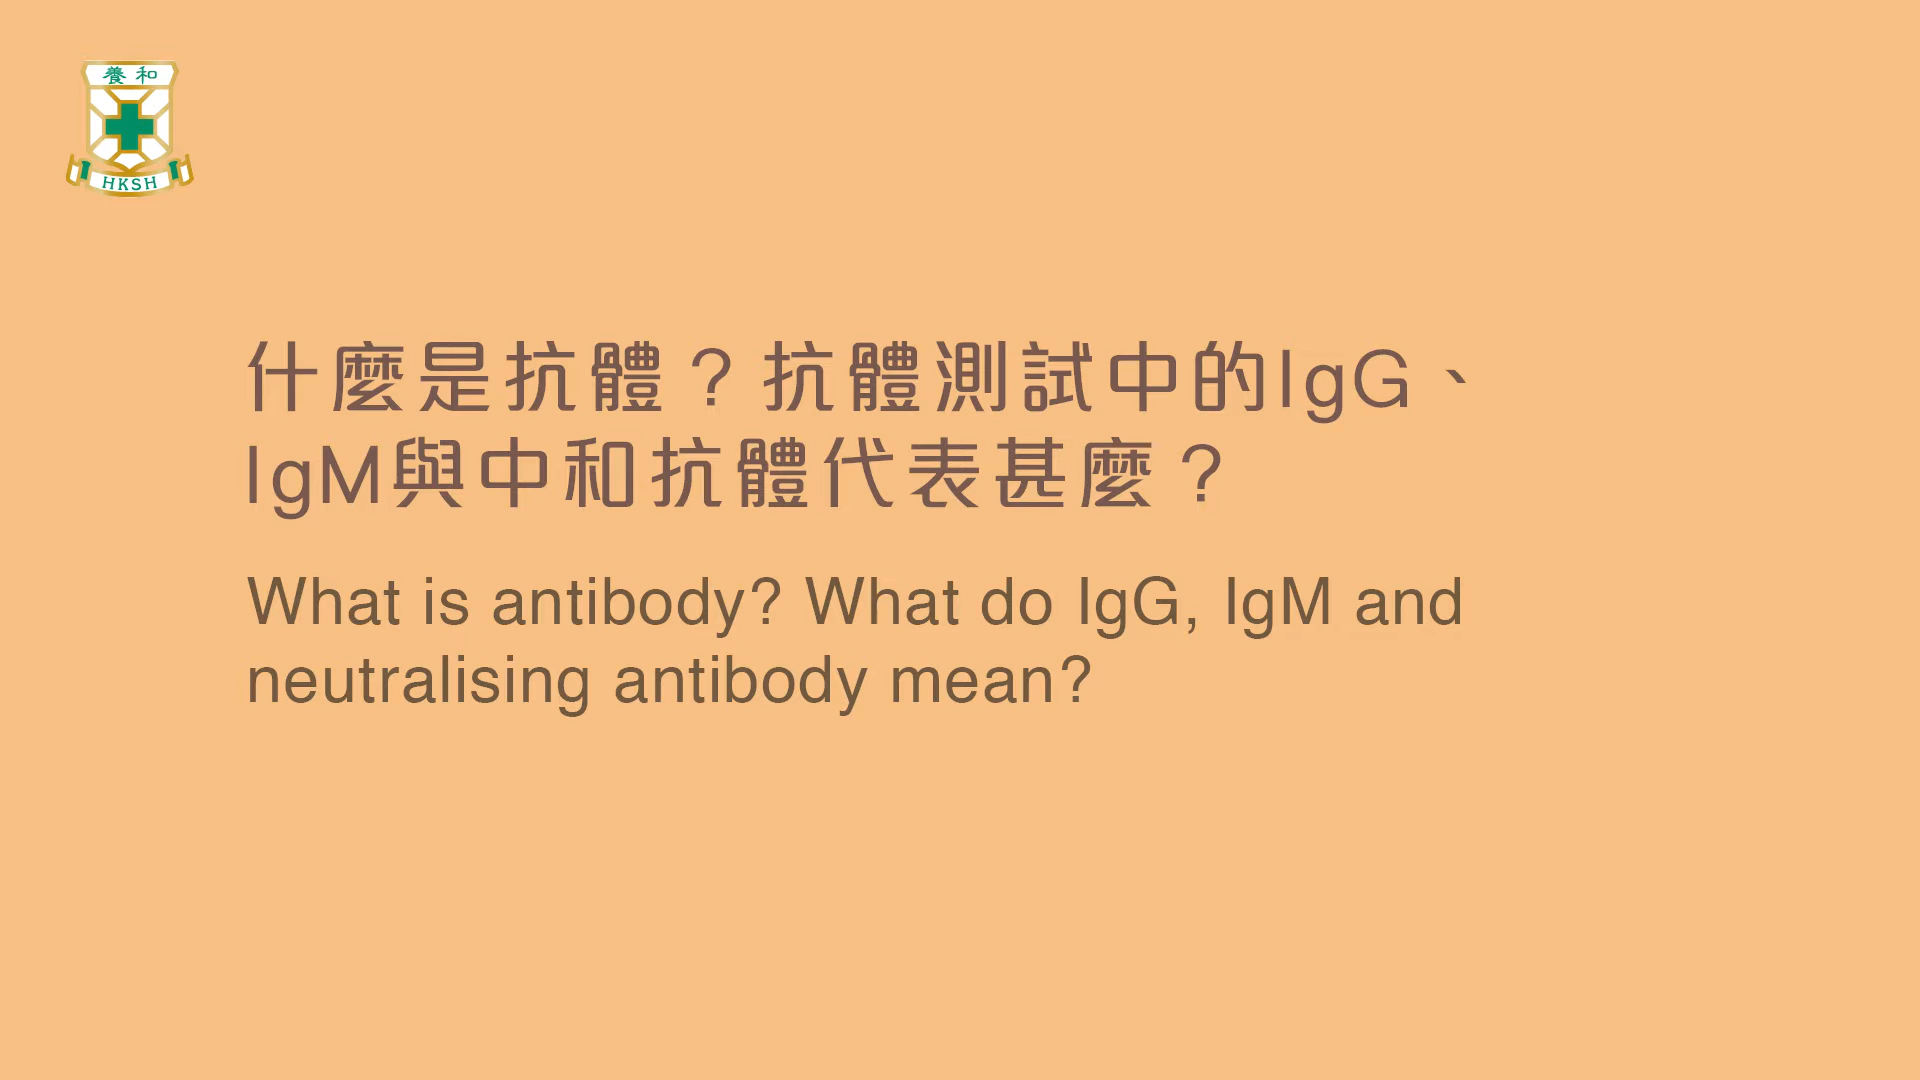 養和
HKSH
什麼是抗體？抗體測試中的IgG、
IgM與中和抗體代表甚麼？
What is antibody? What do IgG, IgM and
neutralising antibody mean?